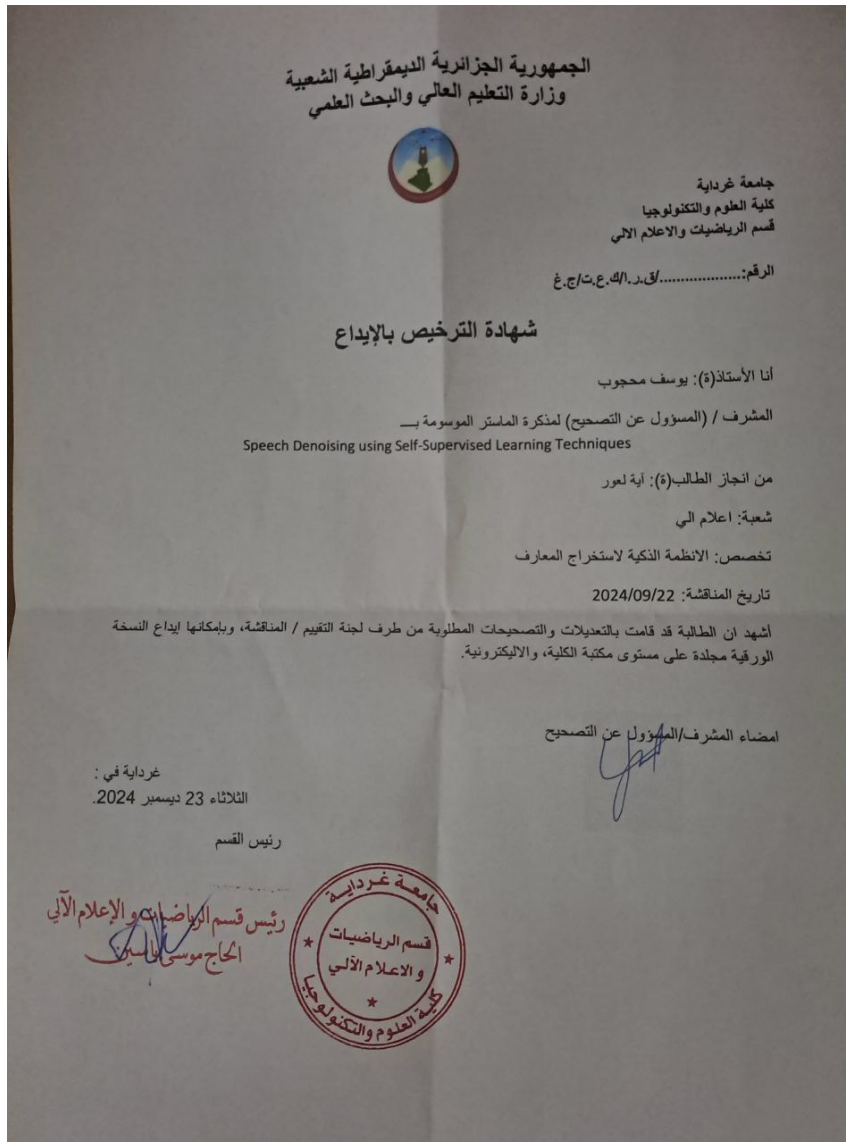 الجمهورية الجزائرية الديمقراطية الشعبية
وزارة التعليم العالي والبحث العلمي
جامعة غرداية
كلية العلوم والتكنولوجيا
قسم الرياضيات والاعلام الالي
الرقم:...................../ق.ر.ا/ك.ع.ت/ج.غ
شهادة الترخيص بالإيداع
أنا الأستاذ(ة): يوسف محجوب
المشرف / (المسؤول عن التصحيح) لمذكرة الماستر الموسومة بـــ
Speech Denoising using Self-Supervised Learning Techniques
من انجاز الطالب(ة): آية لعور
شعبة: اعلام الي
تخصص: الانظمة الذكية لاستخراج المعارف
تاريخ المناقشة: 2024/09/22
أشهد ان الطالبة قد قامت بالتعديلات والتصحيحات المطلوبة من طرف لجنة التقييم / المناقشة، وبإمكانها إيداع النسخة
الورقية مجلدة على مستوى مكتبة الكلية، والاليكترونية.
امضاء المشرف/المسؤول عن التصحيح
غرداية في :
الثلاثاء 23 ديسمبر 2024.
رئيس القسم
رئيس قسم الرياضيات و الإعلام الآلي
الحاج موسى ياسين
جامعة غرداية
قسم الرياضيات
و الاعلام الآلي
كلية العلوم والتكنولوجيا